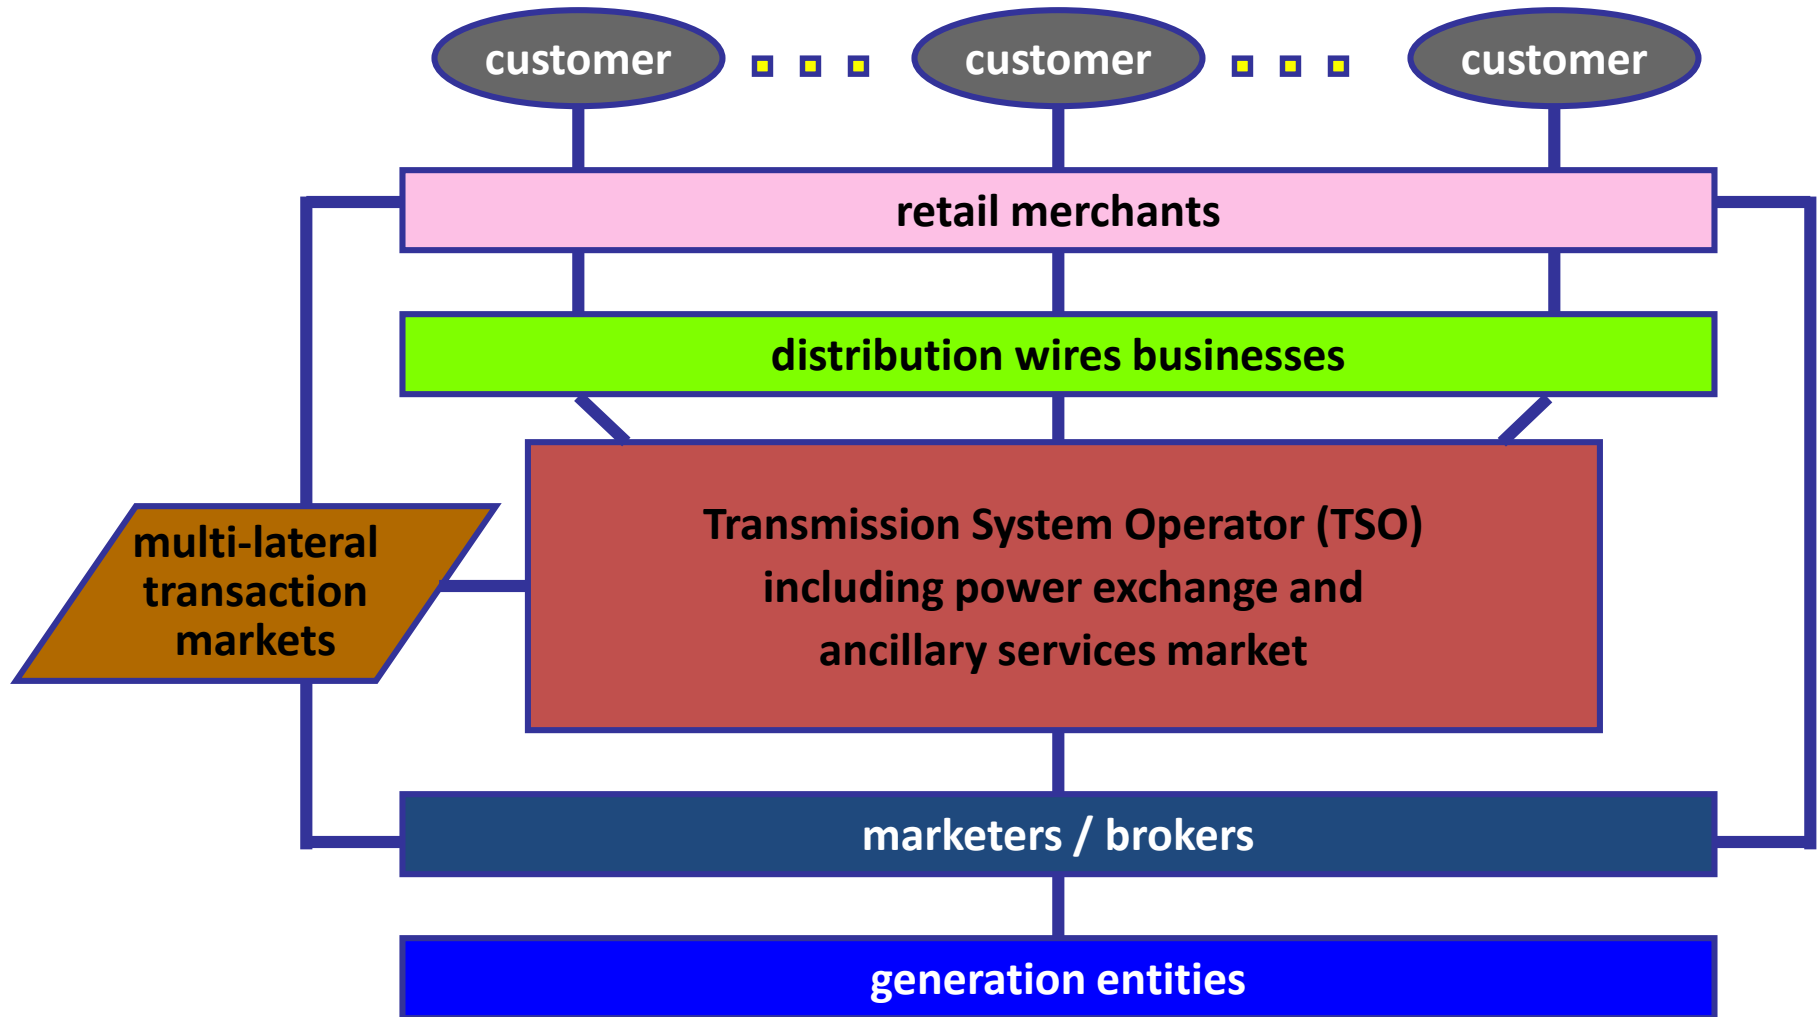 customer
customer
customer
retail merchants
distribution wires businesses
Transmission System Operator (TSO)
including power exchange and
ancillary services market
multi-lateral
transaction
markets
marketers / brokers
generation entities